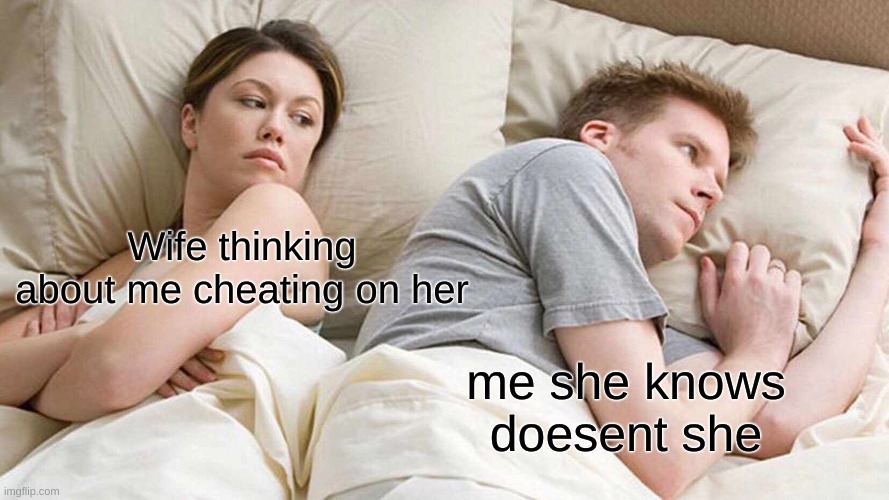 Wife thinking
about me cheating on her
me she knows
doesent she
imgflip.com